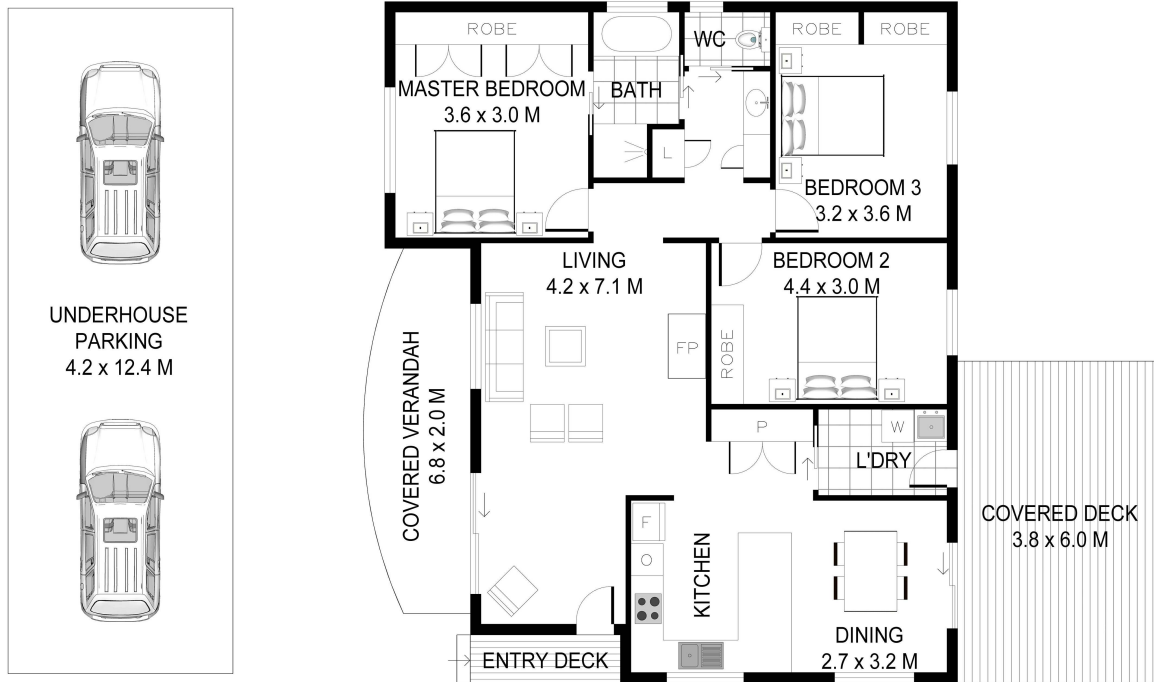 ROBE
MASTER BEDROOM
3.6 x 3.0 M
BATH
WC
L
ROBE
ROBE
BEDROOM 3
3.2 x 3.6 M
UNDERHOUSE
PARKING
4.2 x 12.4 M
LIVING
4.2 x 7.1 M
BEDROOM 2
4.4 x 3.0 M
ROBE
FP
COVERED VERANDAH
6.8 x 2.0 M
P
W
L'DRY
COVERED DECK
3.8 x 6.0 M
F
KITCHEN
DINING
2.7 x 3.2 M
ENTRY DECK